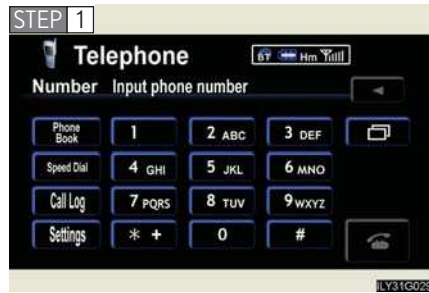 STEP 1
Telephone
BT Hm
Number Input phone number
Phone Book 1 2 ABC 3 DEF
Speed Dial 4 GHI 5 JKL 6 MNO
Call Log 7 PQRS 8 TUV 9 WXYZ
Settings * + 0 #
ILY31G029